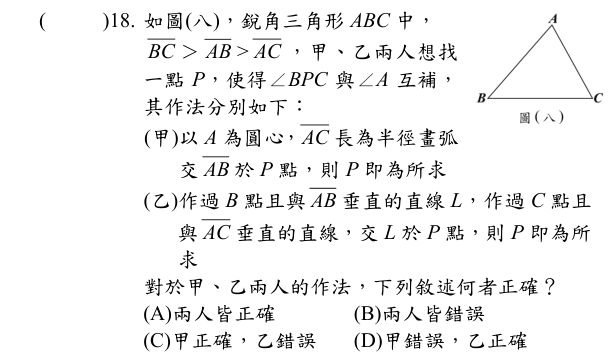 (　　)18. 如圖(八)，銳角三角形 ABC 中，
BC > AB > AC ，甲、乙兩人想找
一點 P，使得∠BPC 與∠A 互補，
其作法分別如下：
(甲)以 A 為圓心，AC 長為半徑畫弧
交 AB 於 P 點，則 P 即為所求
(乙)作過 B 點且與 AB 垂直的直線 L，作過 C 點且
與 AC 垂直的直線，交 L 於 P 點，則 P 即為所
求
對於甲、乙兩人的作法，下列敘述何者正確？
(A)兩人皆正確　(B)兩人皆錯誤
(C)甲正確，乙錯誤　(D)甲錯誤，乙正確
A
B
C
圖(八)